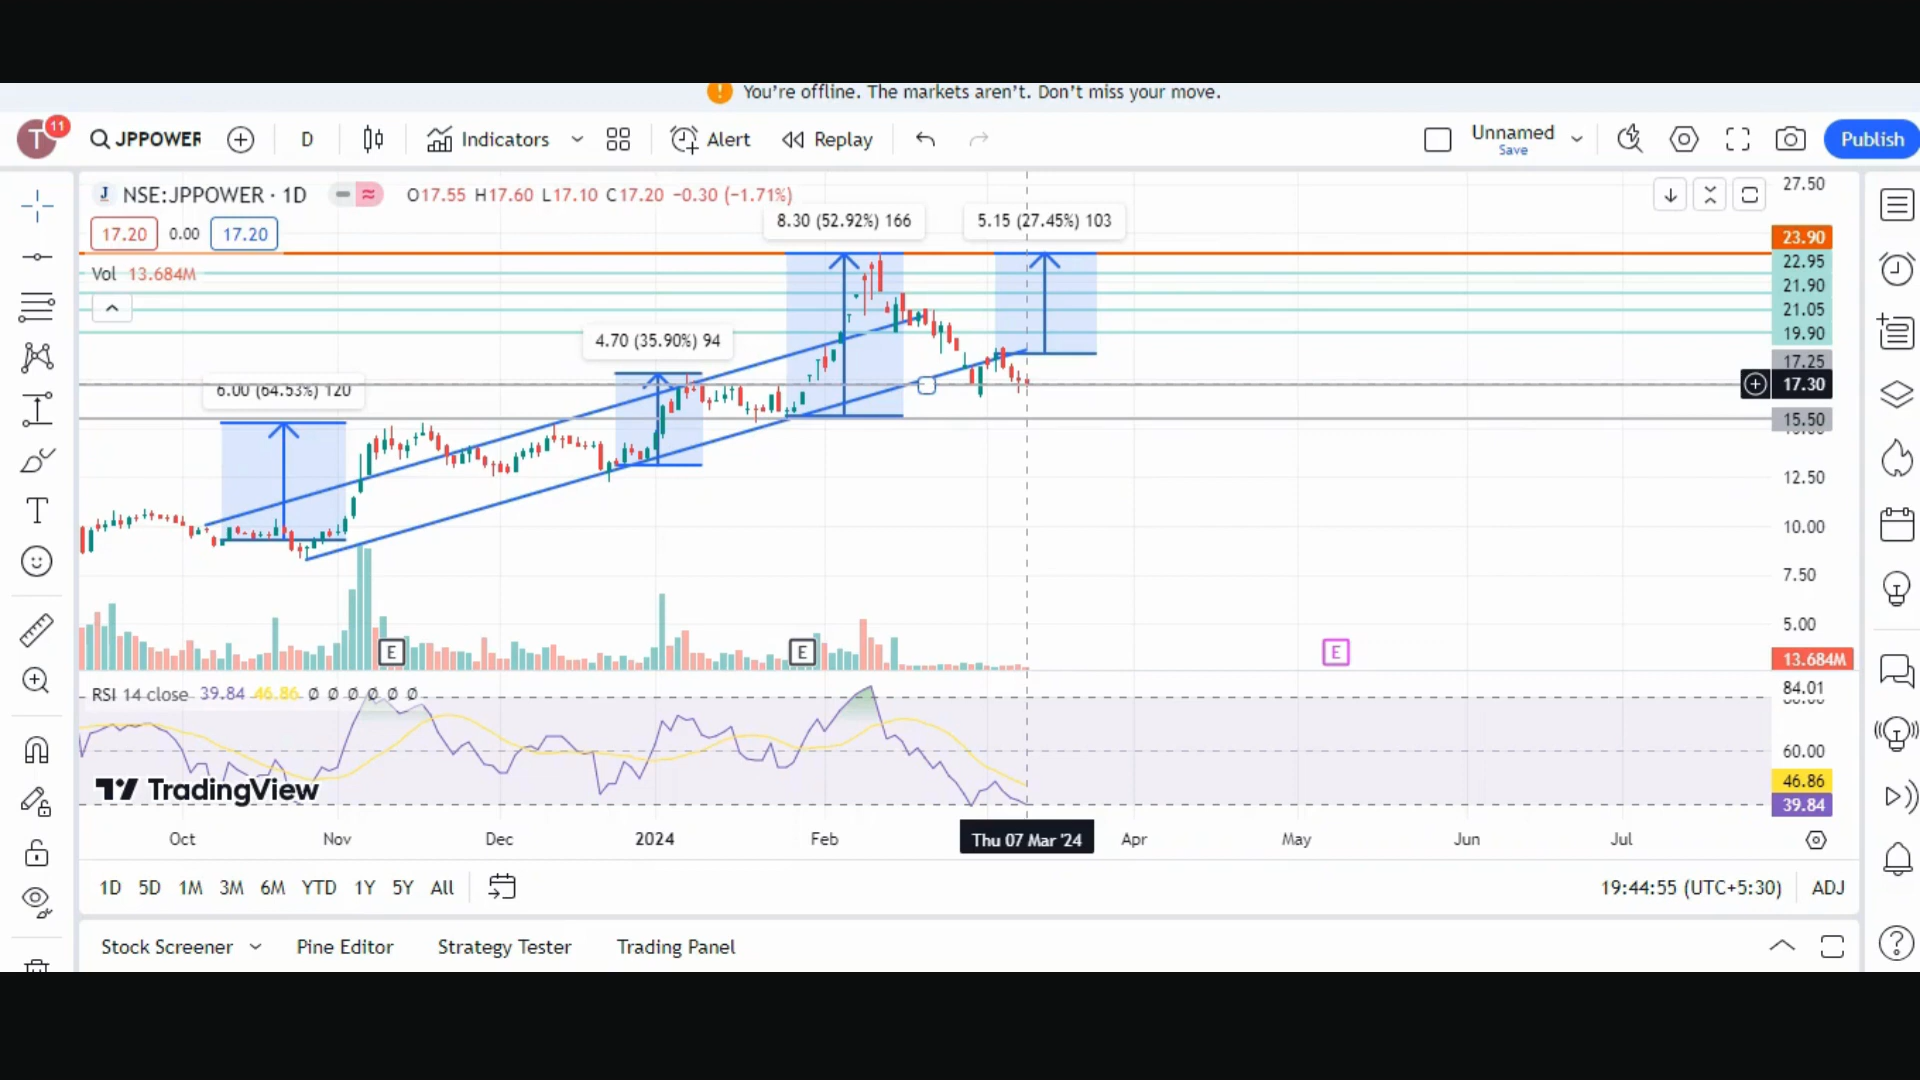 You're offline. The markets aren't. Don't miss your move.
T 11 JPPOWER D Indicators Alert Replay Unnamed Save Publish
J NSE:JPPOWER · 1D O17.55 H17.60 L17.10 C17.20 −0.30 (−1.71%)
17.20 0.00 17.20
Vol 13.684M
8.30 (52.92%) 166
5.15 (27.45%) 103
4.70 (35.90%) 94
6.00 (64.53%) 120
27.50
23.90
22.95
21.90
21.05
19.90
17.25
17.30
15.50
12.50
10.00
7.50
5.00
13.684M
E E E
RSI 14 close 39.84 46.86 Ø Ø Ø Ø Ø Ø
84.01
60.00
46.86
39.84
TradingView
Oct Nov Dec 2024 Feb Thu 07 Mar '24 Apr May Jun Jul
1D 5D 1M 3M 6M YTD 1Y 5Y All 19:44:55 (UTC+5:30) ADJ
Stock Screener Pine Editor Strategy Tester Trading Panel